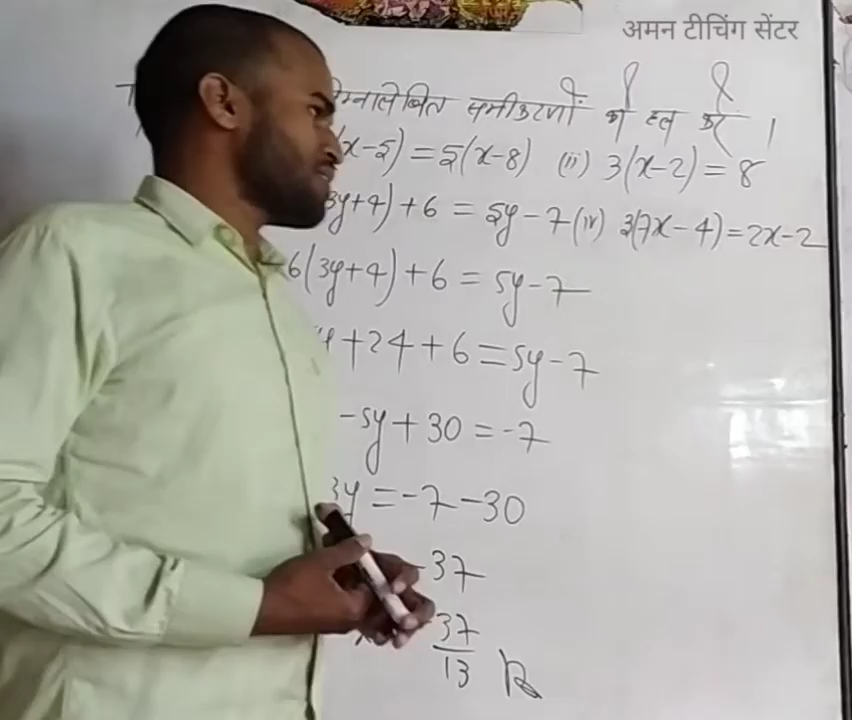 अमन टीचिंग सेंटर
निम्नलिखित समीकरणों को हल करें ।
(x-5) = 5(x-8) (ii) 3(x-2) = 8
3y+4) + 6 = 5y - 7 (iv) 3(7x-4) = 2x-2
6(3y+4) + 6 = 5y-7
+24+6 = 5y-7
-5y + 30 = -7
3y = -7-30
-37
37
13